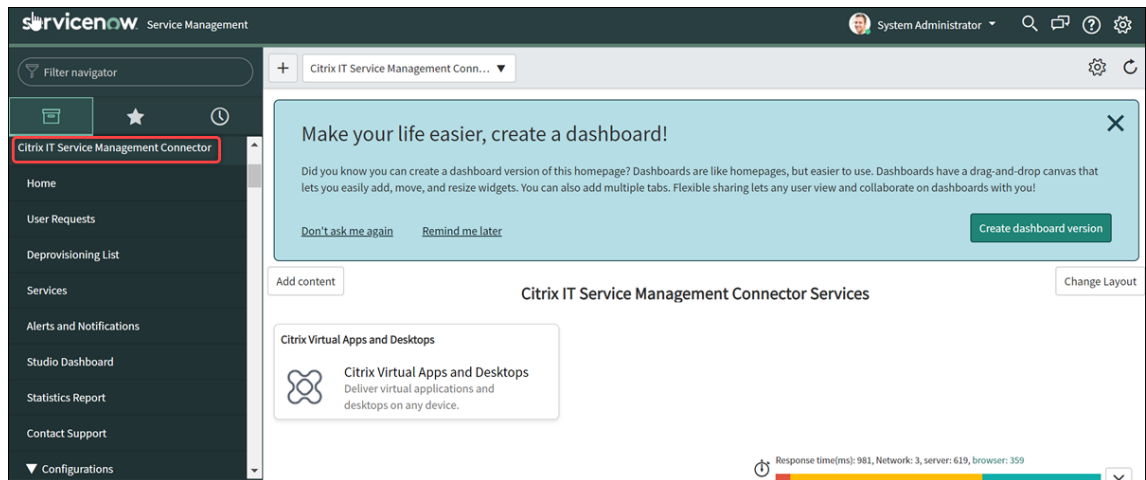 servicenow. Service Management
System Administrator
Filter navigator
Citrix IT Service Management Conn...
Citrix IT Service Management Connector
Home
User Requests
Deprovisioning List
Services
Alerts and Notifications
Studio Dashboard
Statistics Report
Contact Support
Configurations
Make your life easier, create a dashboard!
Did you know you can create a dashboard version of this homepage? Dashboards are like homepages, but easier to use. Dashboards have a drag-and-drop canvas that
lets you easily add, move, and resize widgets. You can also add multiple tabs. Flexible sharing lets any user view and collaborate on dashboards with you!
Don't ask me again Remind me later
Create dashboard version
Add content
Change Layout
Citrix IT Service Management Connector Services
Citrix Virtual Apps and Desktops
Citrix Virtual Apps and Desktops
Deliver virtual applications and
desktops on any device.
Response time(ms): 981, Network: 3, server: 619, browser: 359